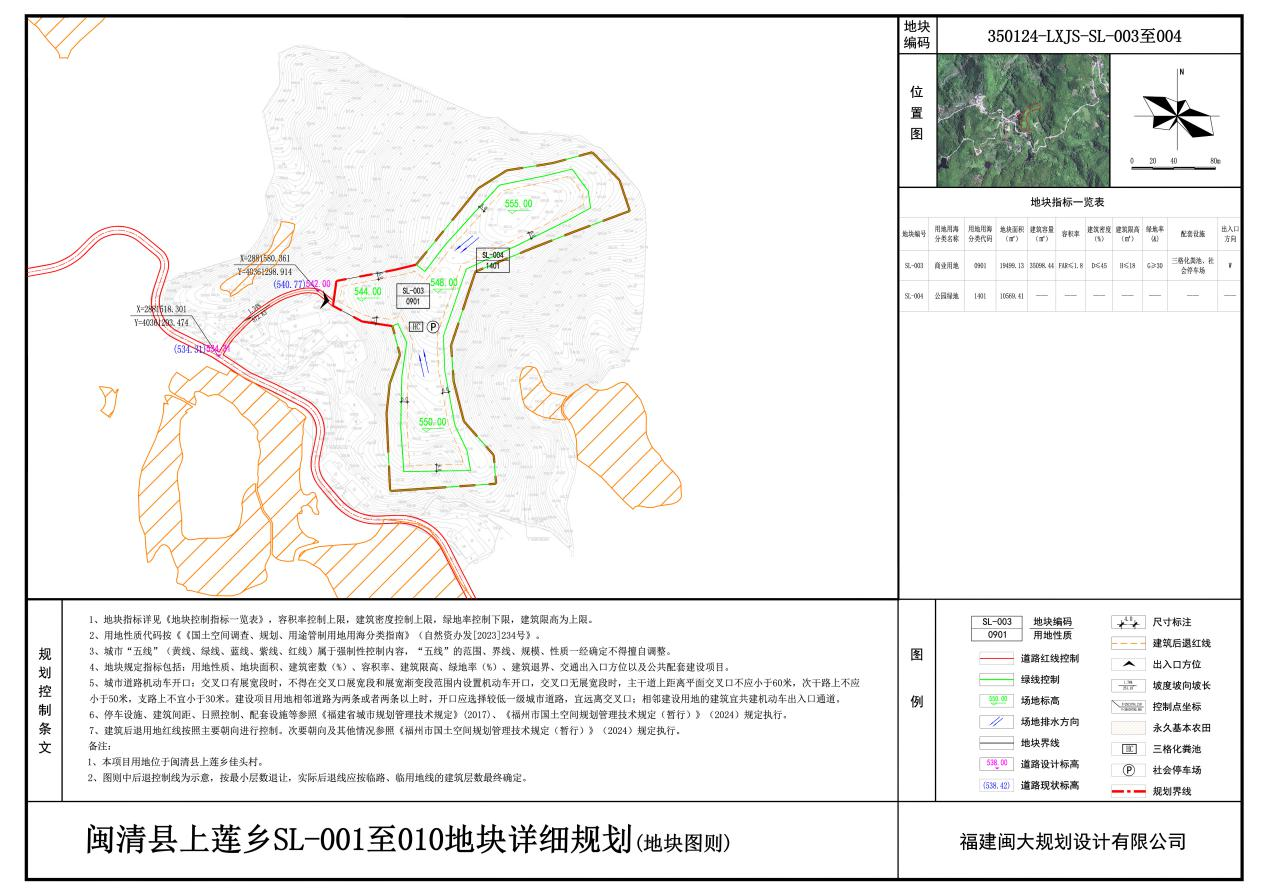 地块编码
350124-LXJS-SL-003至004
位置图
N
0 20 40 80m
地块指标一览表
地块编号 用地用海分类名称 用地用海分类代码 地块面积(㎡) 建筑容量(㎡) 容积率 建筑密度(%) 建筑限高(㎡) 绿地率(%) 配套设施 出入口方向
SL-003 商业用地 0901 19499.13 35098.44 FAR≤1.8 D≤45 H≤18 G≥30 三格化粪池、社会停车场 W
SL-004 公园绿地 1401 10569.41 —— —— —— —— —— —— ——
555.00
SL-004
1401
X=2881580.361
Y=40361298.914
(540.77)542.00
544.00
548.00
SL-003
0901
HC P
X=2881518.301
Y=40361293.474
(534.31)534.31
550.00
规划控制条文
1、地块指标详见《地块控制指标一览表》，容积率控制上限，建筑密度控制上限，绿地率控制下限，建筑限高为上限。
2、用地性质代码按《《国土空间调查、规划、用途管制用地用海分类指南》（自然资办发[2023]234号》。
3、城市“五线”（黄线、绿线、蓝线、紫线、红线）属于强制性控制内容，“五线”的范围、界线、规模、性质一经确定不得擅自调整。
4、地块规定指标包括：用地性质、地块面积、建筑密数（%）、容积率、建筑限高、绿地率（%）、建筑退界、交通出入口方位以及公共配套建设项目。
5、城市道路机动车开口：交叉口有展宽段时，不得在交叉口展宽段和展宽渐变段范围内设置机动车开口，交叉口无展宽段时，主干道上距离平面交叉口不应小于60米，次干路上不应
小于50米，支路上不宜小于30米。建设项目用地相邻道路为两条或者两条以上时，开口应选择较低一级城市道路，宜远离交叉口；相邻建设用地的建筑宜共建机动车出入口通道。
6、停车设施、建筑间距、日照控制、配套设施等参照《福建省城市规划管理技术规定》（2017）、《福州市国土空间规划管理技术规定（暂行）》（2024）规定执行。
7、建筑后退用地红线按照主要朝向进行控制。次要朝向及其他情况参照《福州市国土空间规划管理技术规定（暂行）》（2024）规定执行。
备注：
1、本项目用地位于闽清县上莲乡佳头村。
2、图则中后退控制线为示意，按最小层数退让，实际后退线应按临路、临用地线的建筑层数最终确定。
图例
SL-003 地块编码
0901 用地性质
道路红线控制
绿线控制
550.00 场地标高
场地排水方向
地块界线
538.00 道路设计标高
(538.42) 道路现状标高
尺寸标注
建筑后退红线
出入口方位
坡度坡向坡长
控制点坐标
永久基本农田
HC 三格化粪池
P 社会停车场
规划界线
闽清县上莲乡SL-001至010地块详细规划(地块图则)
福建闽大规划设计有限公司